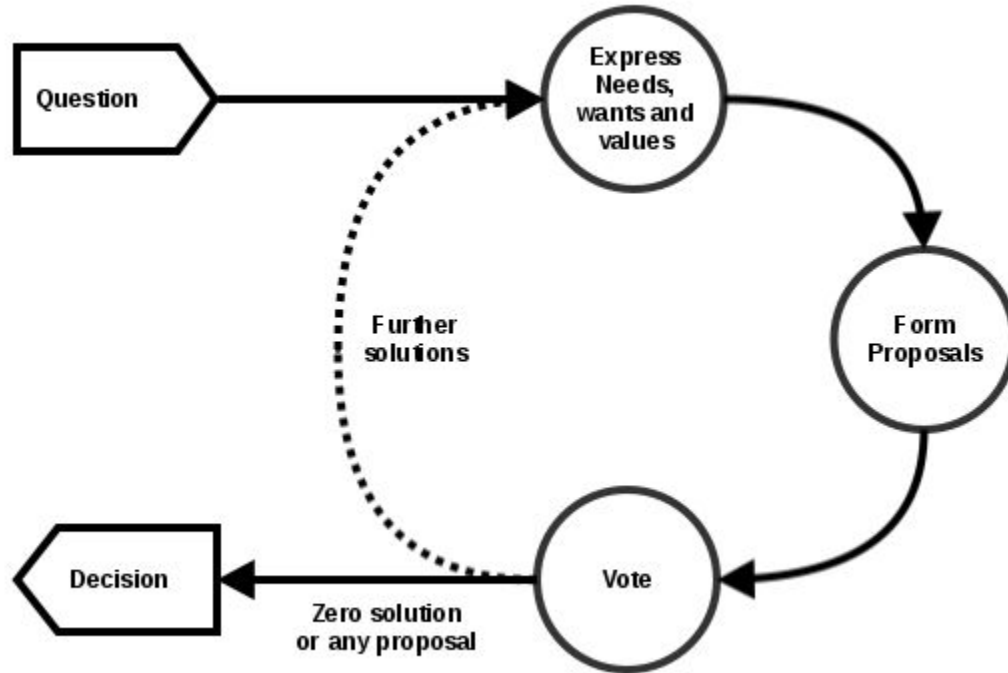 Question
Express
Needs,
wants and
values
Form
Proposals
Further
solutions
Vote
Decision
Zero solution
or any proposal